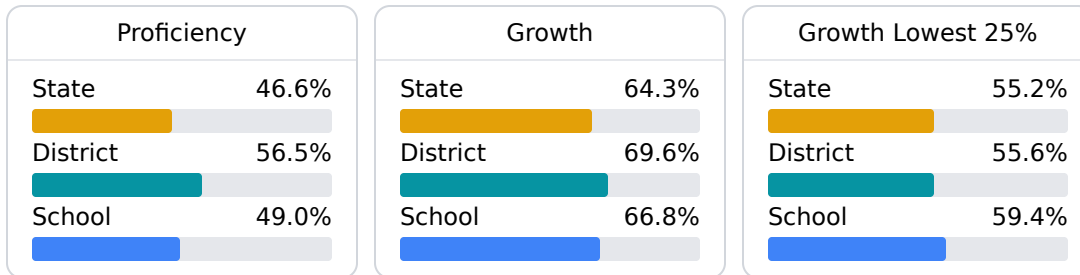 Proficiency
State 46.6%
District 56.5%
School 49.0%
Growth
State 64.3%
District 69.6%
School 66.8%
Growth Lowest 25%
State 55.2%
District 55.6%
School 59.4%